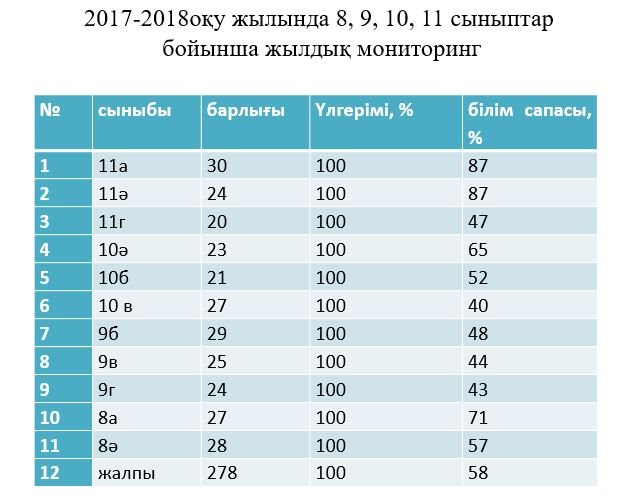 2017-2018оқу жылында 8, 9, 10, 11 сыныптар
бойынша жылдық мониторинг
№ сыныбы барлығы Үлгерімі, % білім сапасы,
%
1 11а 30 100 87
2 11ә 24 100 87
3 11г 20 100 47
4 10ә 23 100 65
5 10б 21 100 52
6 10 в 27 100 40
7 9б 29 100 48
8 9в 25 100 44
9 9г 24 100 43
10 8а 27 100 71
11 8ә 28 100 57
12 жалпы 278 100 58